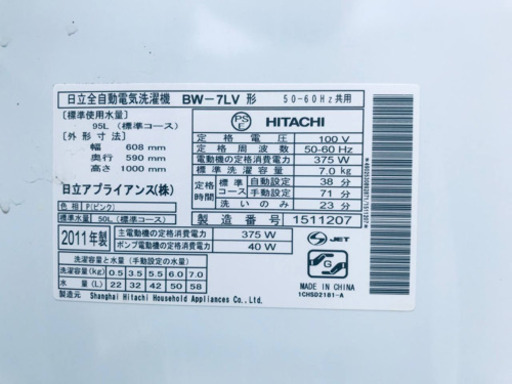 日立全自動電気洗濯機 BW-7LV 形 50-60Hz共用
〔標準使用水量〕
95L (標準コース)
〔外形寸法〕
幅 608 mm
奥行 590 mm
高さ 1000 mm
日立アプライアンス(株)
色 相 P(ピンク)
標準水量 50L (標準コース)
PSE HITACHI
定格電圧 100 V
定格周波数 50-60 Hz
電動機の定格消費電力 375 W
標準洗濯容量 7.0 kg
定格時間 標準コース 自動設定 38 分
手動設定 71 分
洗いのみ 23 分
製造番号 1511207
2011年製 主電動機の定格消費電力 375 W
ポンプ電動機の定格消費電力 40 W
S JET
洗濯容量と水量 (手動設定の水量)
洗濯容量(kg) 0.5 3.5 5.5 6.0 7.0
水 量(L) 22 32 42 50 58
製造元 Shanghai Hitachi Household Appliances Co., Ltd.
MADE IN CHINA
1CHSD2181-A